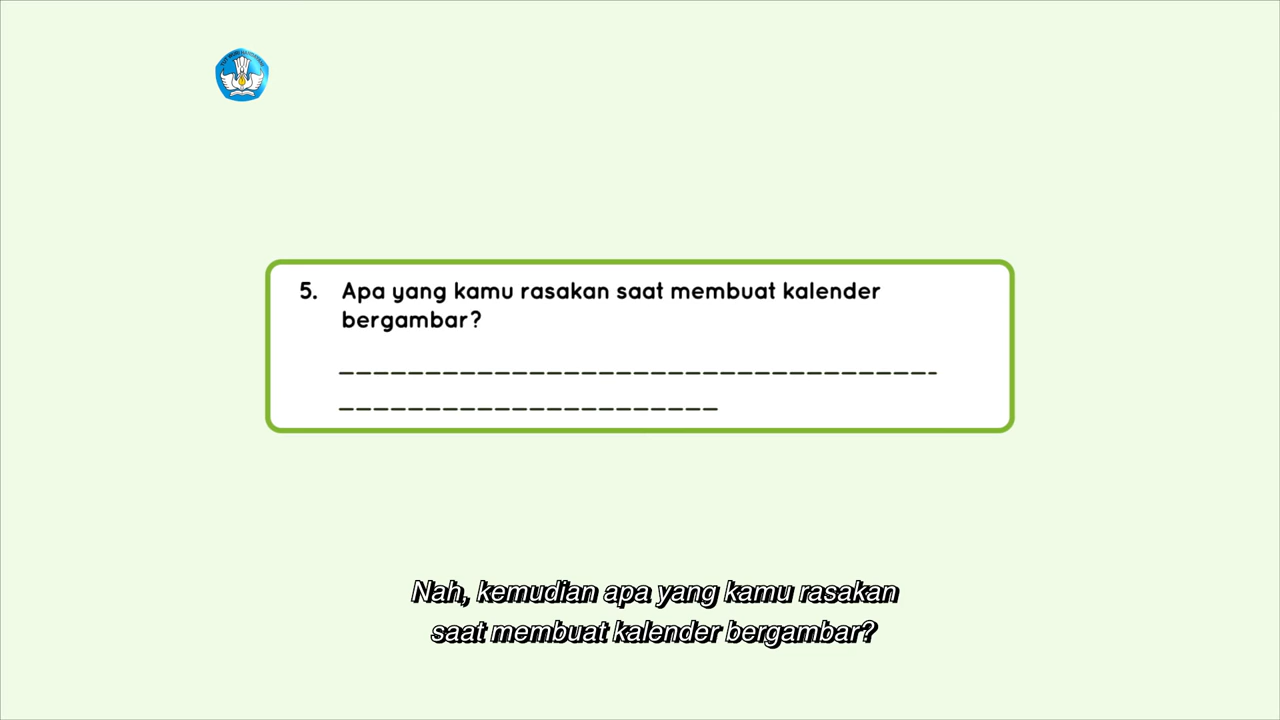 5. Apa yang kamu rasakan saat membuat kalender
bergambar?
Nah, kemudian apa yang kamu rasakan
saat membuat kalender bergambar?